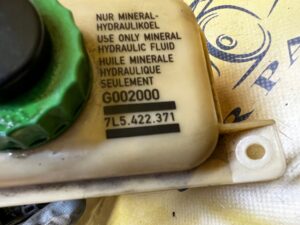 NUR MINERAL-
HYDRAULIKOEL
USE ONLY MINERAL
HYDRAULIC FLUID
HUILE MINERALE
HYDRAULIQUE
SEULEMENT
G002000
7L5.422.371